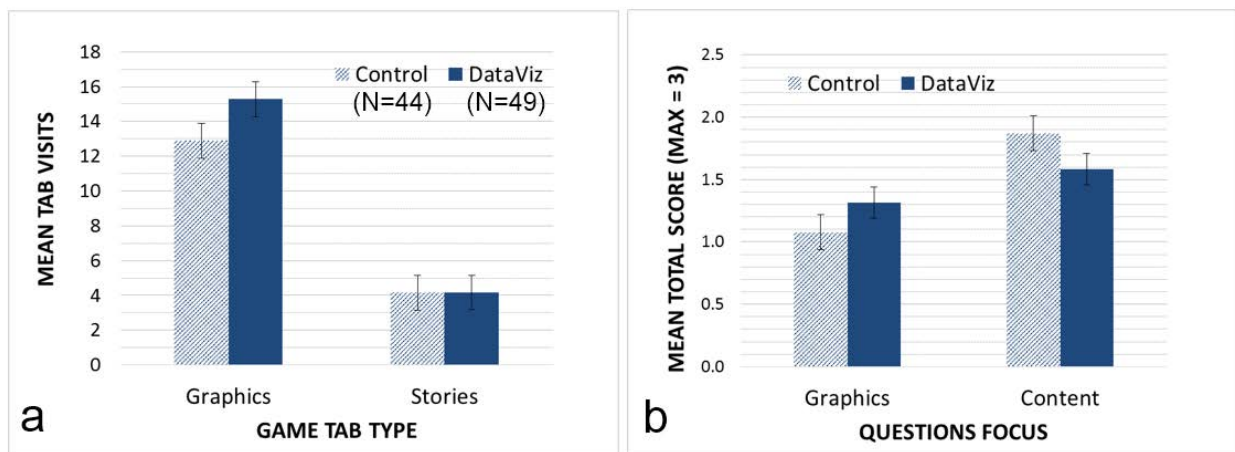 MEAN TAB VISITS
18
16
14
12
10
8
6
4
2
0
Control DataViz
(N=44) (N=49)
Graphics Stories
GAME TAB TYPE
a
MEAN TOTAL SCORE (MAX = 3)
2.5
2.0
1.5
1.0
0.5
0.0
Control DataViz
Graphics Content
QUESTIONS FOCUS
b